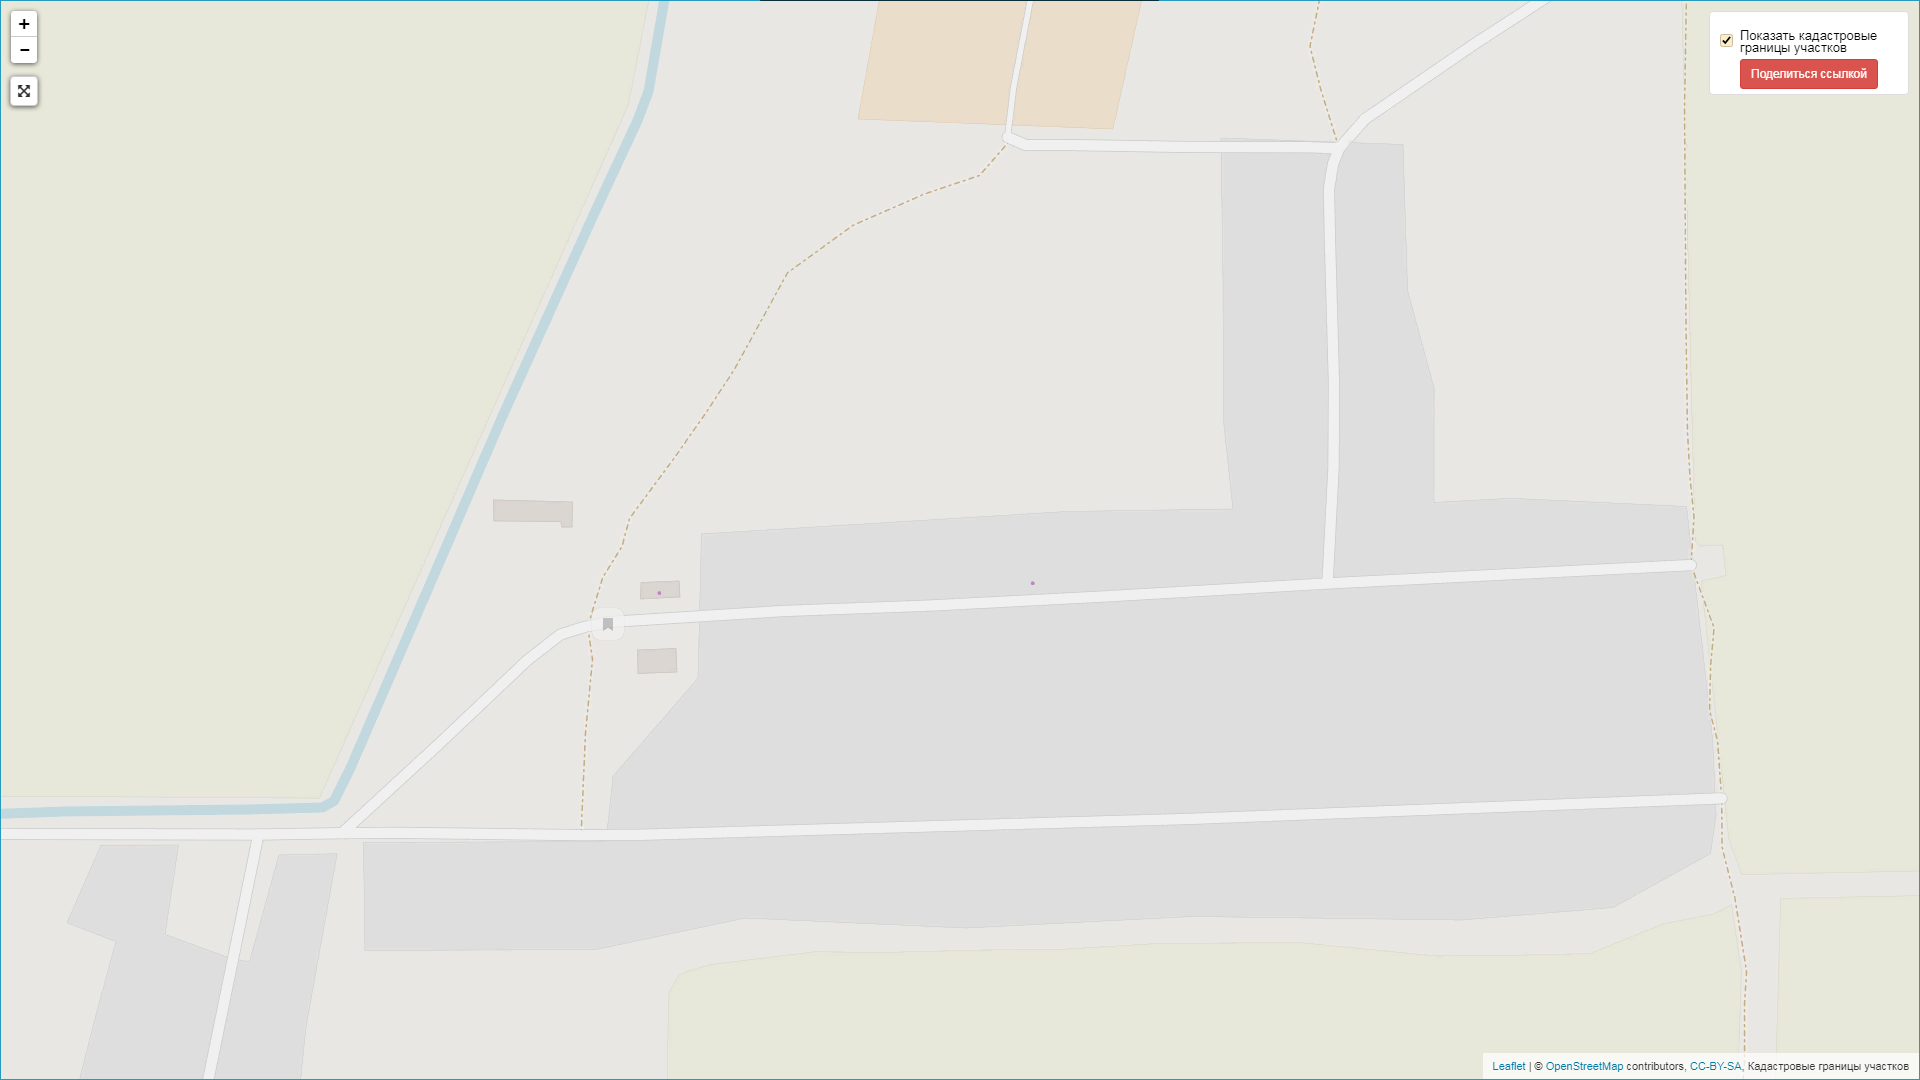 +
−
Показать кадастровые
границы участков
Поделиться ссылкой
Leaflet | © OpenStreetMap contributors, CC-BY-SA, Кадастровые границы участков